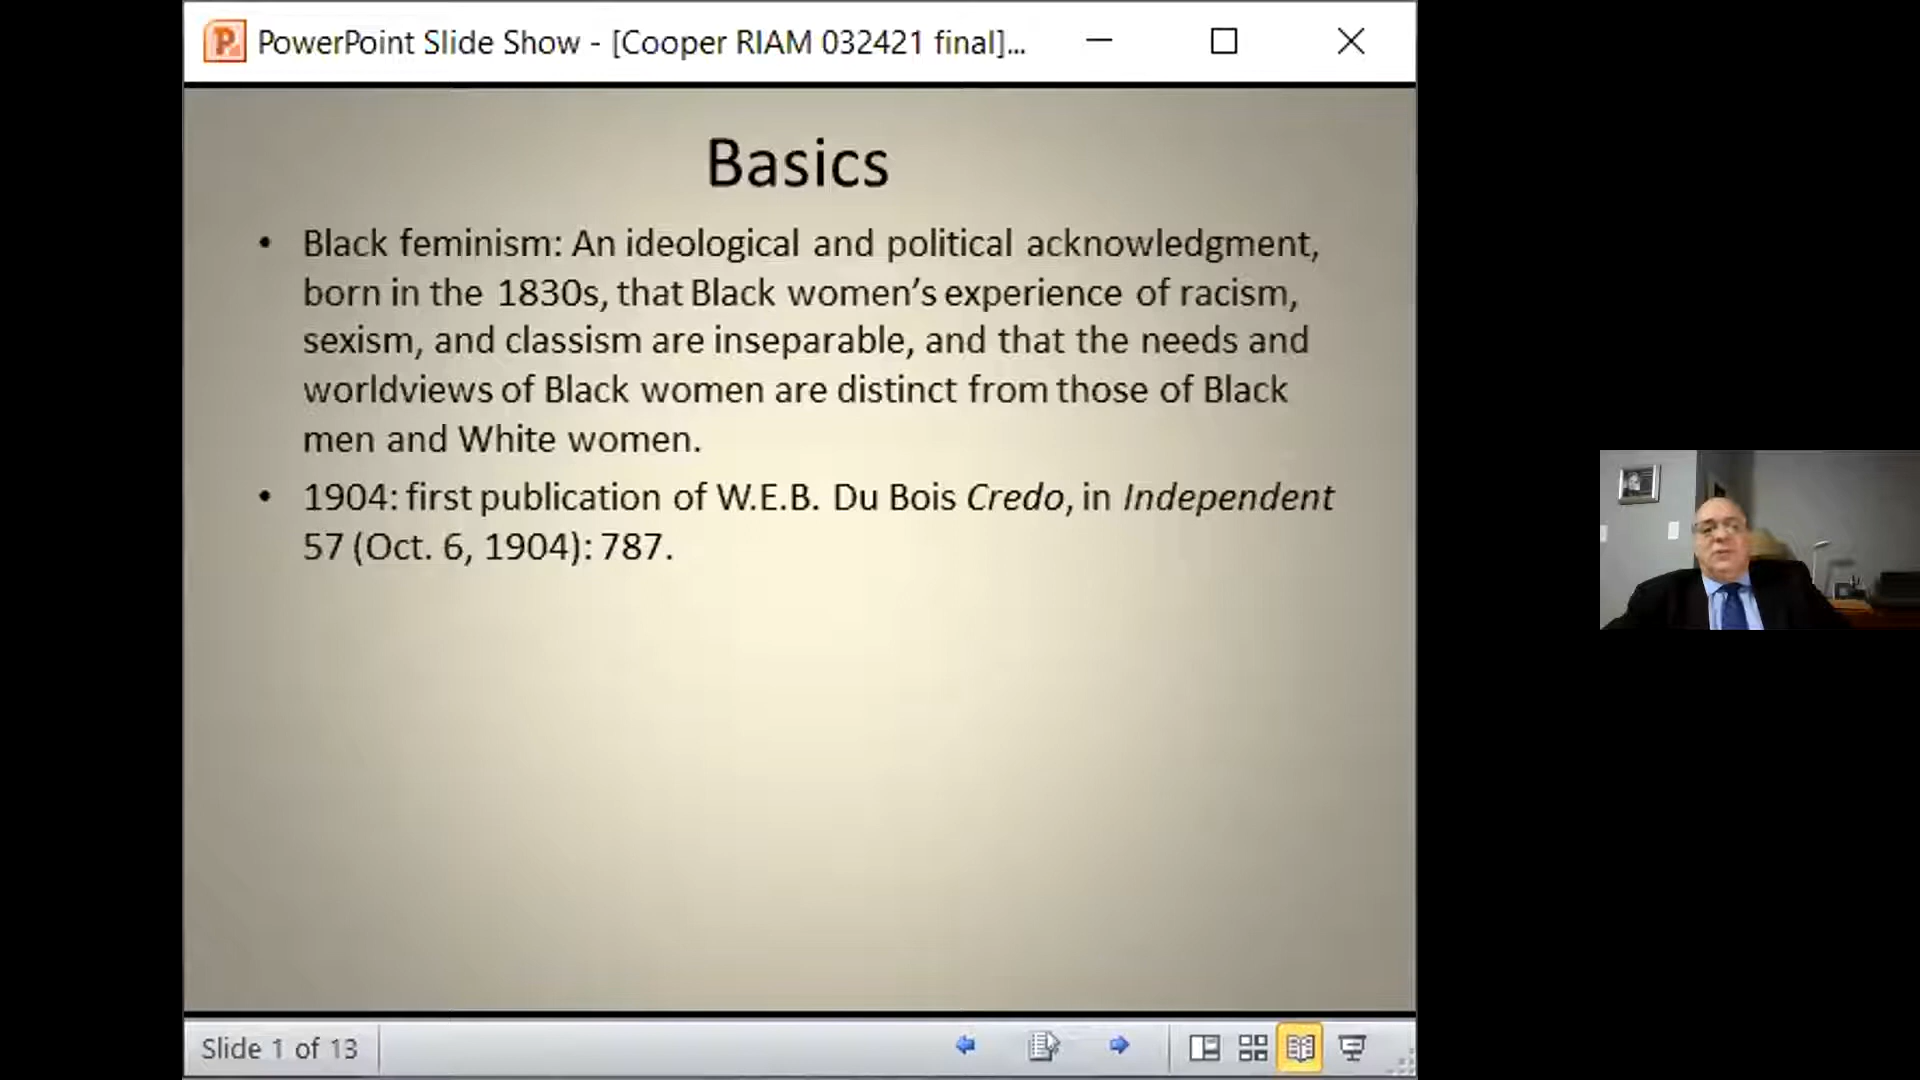 PowerPoint Slide Show - [Cooper RIAM 032421 final]...
Basics
• Black feminism: An ideological and political acknowledgment,
born in the 1830s, that Black women’s experience of racism,
sexism, and classism are inseparable, and that the needs and
worldviews of Black women are distinct from those of Black
men and White women.
• 1904: first publication of W.E.B. Du Bois Credo, in Independent
57 (Oct. 6, 1904): 787.
Slide 1 of 13